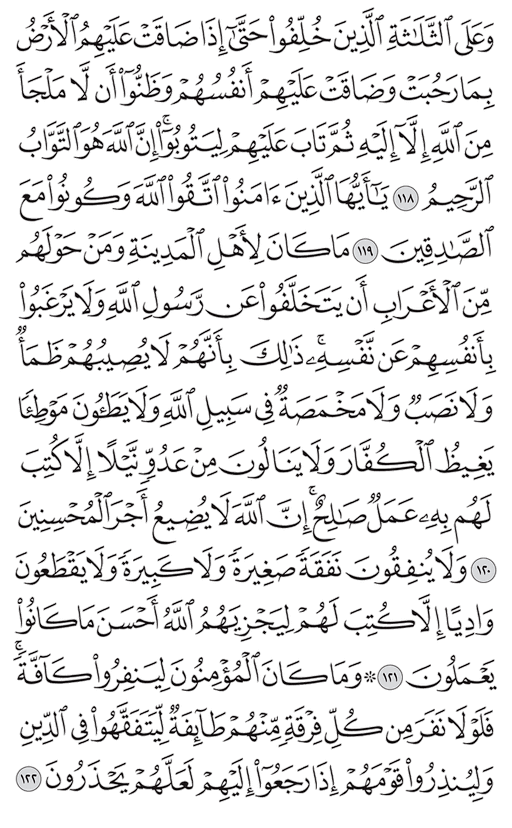 وَعَلَى ٱلثَّلَٰثَةِ ٱلَّذِينَ خُلِّفُوا۟ حَتَّىٰٓ إِذَا ضَاقَتْ عَلَيْهِمُ ٱلْأَرْضُ
بِمَا رَحُبَتْ وَضَاقَتْ عَلَيْهِمْ أَنفُسُهُمْ وَظَنُّوٓا۟ أَن لَّا مَلْجَأَ
مِنَ ٱللَّهِ إِلَّآ إِلَيْهِ ثُمَّ تَابَ عَلَيْهِمْ لِيَتُوبُوٓا۟ۚ إِنَّ ٱللَّهَ هُوَ ٱلتَّوَّابُ
ٱلرَّحِيمُ ١١٨ يَٰٓأَيُّهَا ٱلَّذِينَ ءَامَنُوا۟ ٱتَّقُوا۟ ٱللَّهَ وَكُونُوا۟ مَعَ
ٱلصَّٰدِقِينَ ١١٩ مَا كَانَ لِأَهْلِ ٱلْمَدِينَةِ وَمَنْ حَوْلَهُم
مِّنَ ٱلْأَعْرَابِ أَن يَتَخَلَّفُوا۟ عَن رَّسُولِ ٱللَّهِ وَلَا يَرْغَبُوا۟
بِأَنفُسِهِمْ عَن نَّفْسِهِۦۚ ذَٰلِكَ بِأَنَّهُمْ لَا يُصِيبُهُمْ ظَمَأٌ
وَلَا نَصَبٌ وَلَا مَخْمَصَةٌ فِى سَبِيلِ ٱللَّهِ وَلَا يَطَـُٔونَ مَوْطِئًا
يَغِيظُ ٱلْكُفَّارَ وَلَا يَنَالُونَ مِنْ عَدُوٍّ نَّيْلًا إِلَّا كُتِبَ
لَهُم بِهِۦ عَمَلٌ صَٰلِحٌۚ إِنَّ ٱللَّهَ لَا يُضِيعُ أَجْرَ ٱلْمُحْسِنِينَ
١٢٠ وَلَا يُنفِقُونَ نَفَقَةً صَغِيرَةً وَلَا كَبِيرَةً وَلَا يَقْطَعُونَ
وَادِيًا إِلَّا كُتِبَ لَهُمْ لِيَجْزِيَهُمُ ٱللَّهُ أَحْسَنَ مَا كَانُوا۟
يَعْمَلُونَ ١٢١ ۞ وَمَا كَانَ ٱلْمُؤْمِنُونَ لِيَنفِرُوا۟ كَآفَّةًۚ
فَلَوْلَا نَفَرَ مِن كُلِّ فِرْقَةٍ مِّنْهُمْ طَآئِفَةٌ لِّيَتَفَقَّهُوا۟ فِى ٱلدِّينِ
وَلِيُنذِرُوا۟ قَوْمَهُمْ إِذَا رَجَعُوٓا۟ إِلَيْهِمْ لَعَلَّهُمْ يَحْذَرُونَ ١٢٢